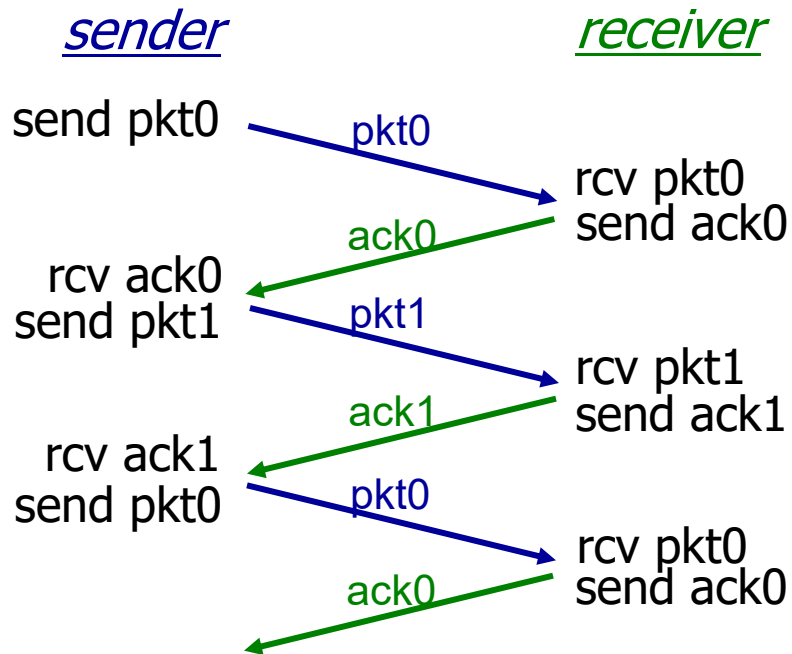 sender
receiver
send pkt0
pkt0
rcv pkt0
send ack0
ack0
rcv ack0
send pkt1
pkt1
rcv pkt1
send ack1
ack1
rcv ack1
send pkt0
pkt0
rcv pkt0
send ack0
ack0